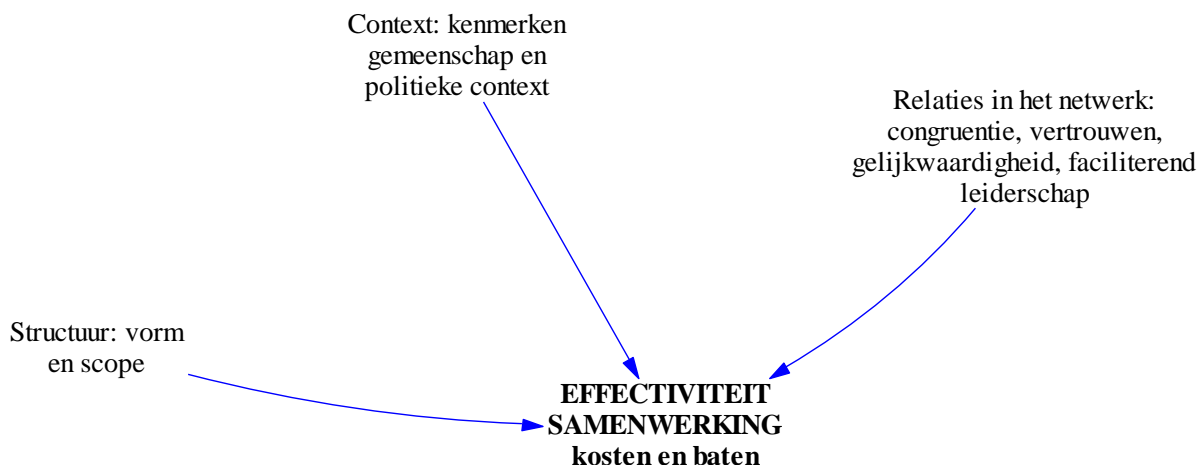 Context: kenmerken
gemeenschap en
politieke context
Relaties in het netwerk:
congruentie, vertrouwen,
gelijkwaardigheid, faciliterend
leiderschap
Structuur: vorm
en scope
EFFECTIVITEIT
SAMENWERKING
kosten en baten